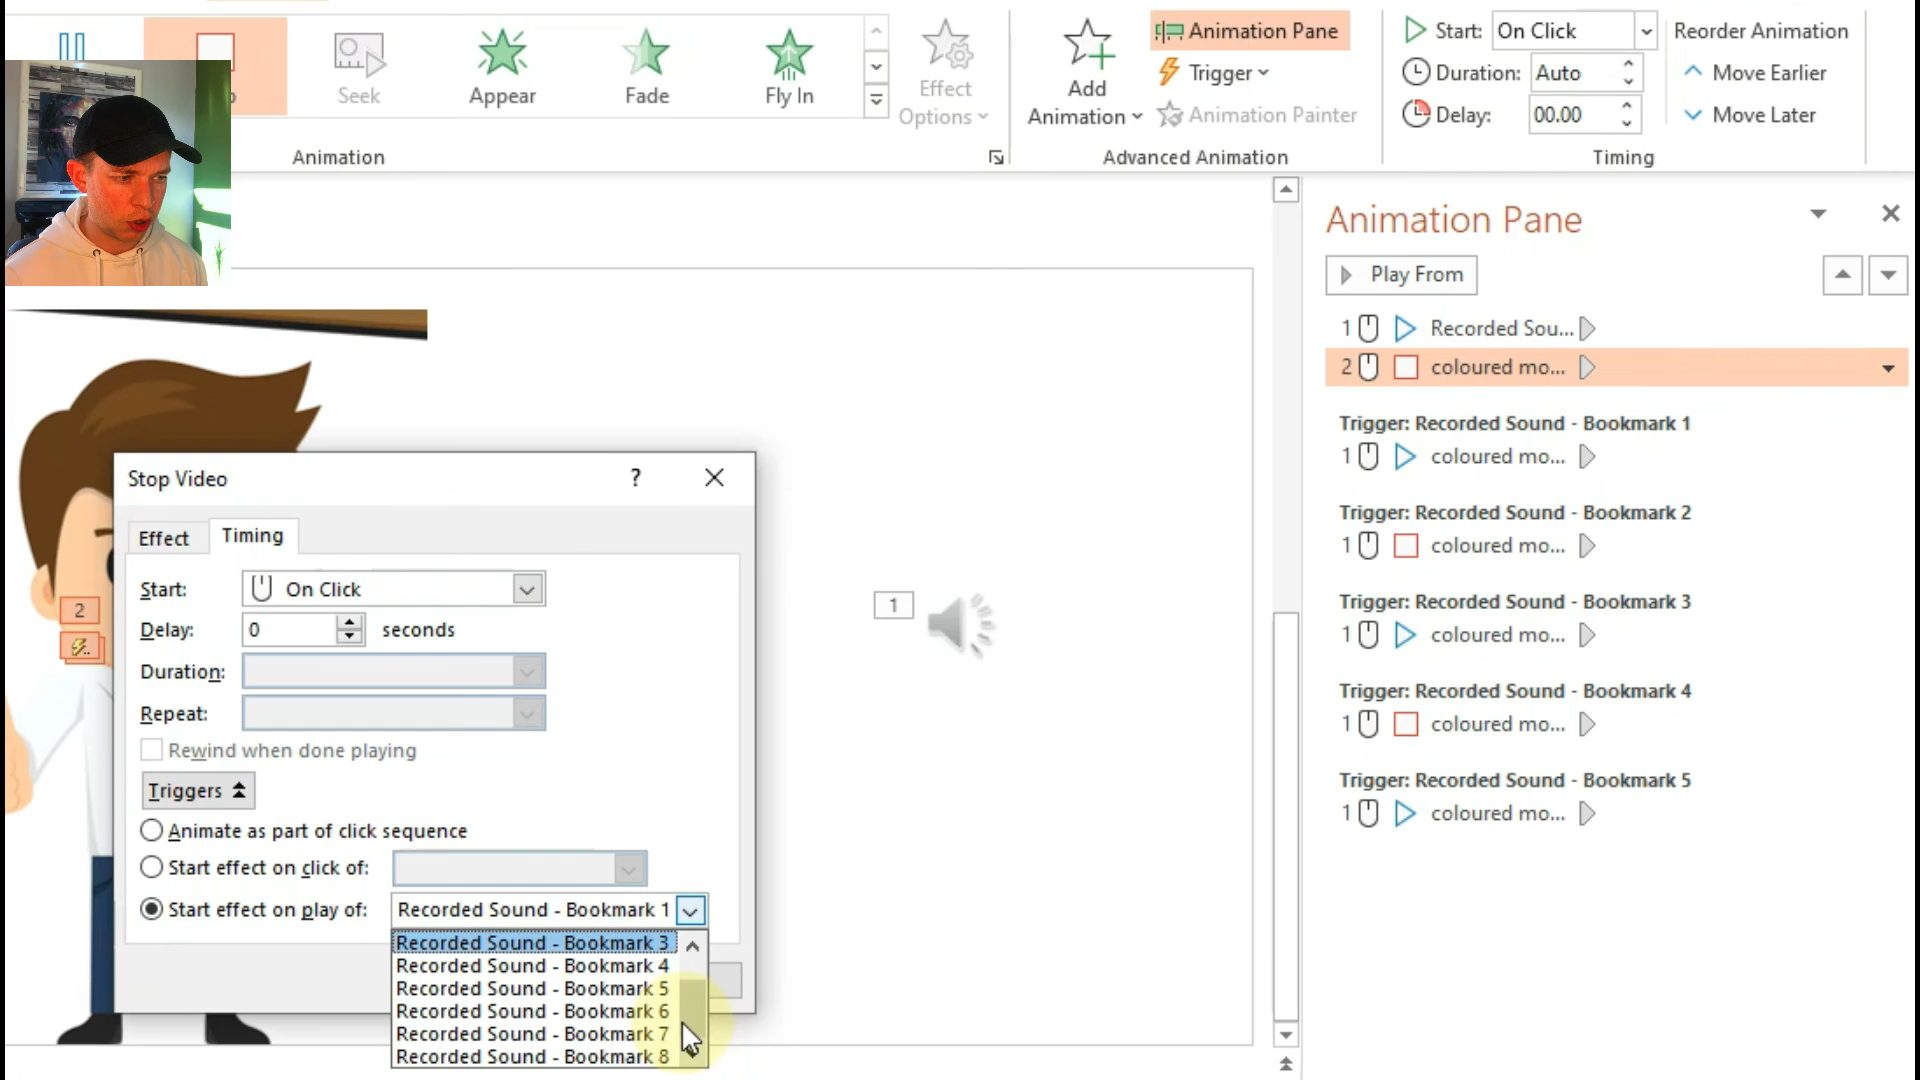 Seek
Appear
Fade
Fly In
Effect
Options
Animation
Add
Animation
Animation Pane
Trigger
Animation Painter
Advanced Animation
Start: On Click
Duration: Auto
Delay: 00.00
Reorder Animation
Move Earlier
Move Later
Timing
Animation Pane
Play From
1 Recorded Sou...
2 coloured mo...
Trigger: Recorded Sound - Bookmark 1
1 coloured mo...
Trigger: Recorded Sound - Bookmark 2
1 coloured mo...
Trigger: Recorded Sound - Bookmark 3
1 coloured mo...
Trigger: Recorded Sound - Bookmark 4
1 coloured mo...
Trigger: Recorded Sound - Bookmark 5
1 coloured mo...
2
1
Stop Video ?
Effect
Timing
Start: On Click
Delay: 0 seconds
Duration:
Repeat:
Rewind when done playing
Triggers
Animate as part of click sequence
Start effect on click of:
Start effect on play of: Recorded Sound - Bookmark 1
Recorded Sound - Bookmark 3
Recorded Sound - Bookmark 4
Recorded Sound - Bookmark 5
Recorded Sound - Bookmark 6
Recorded Sound - Bookmark 7
Recorded Sound - Bookmark 8